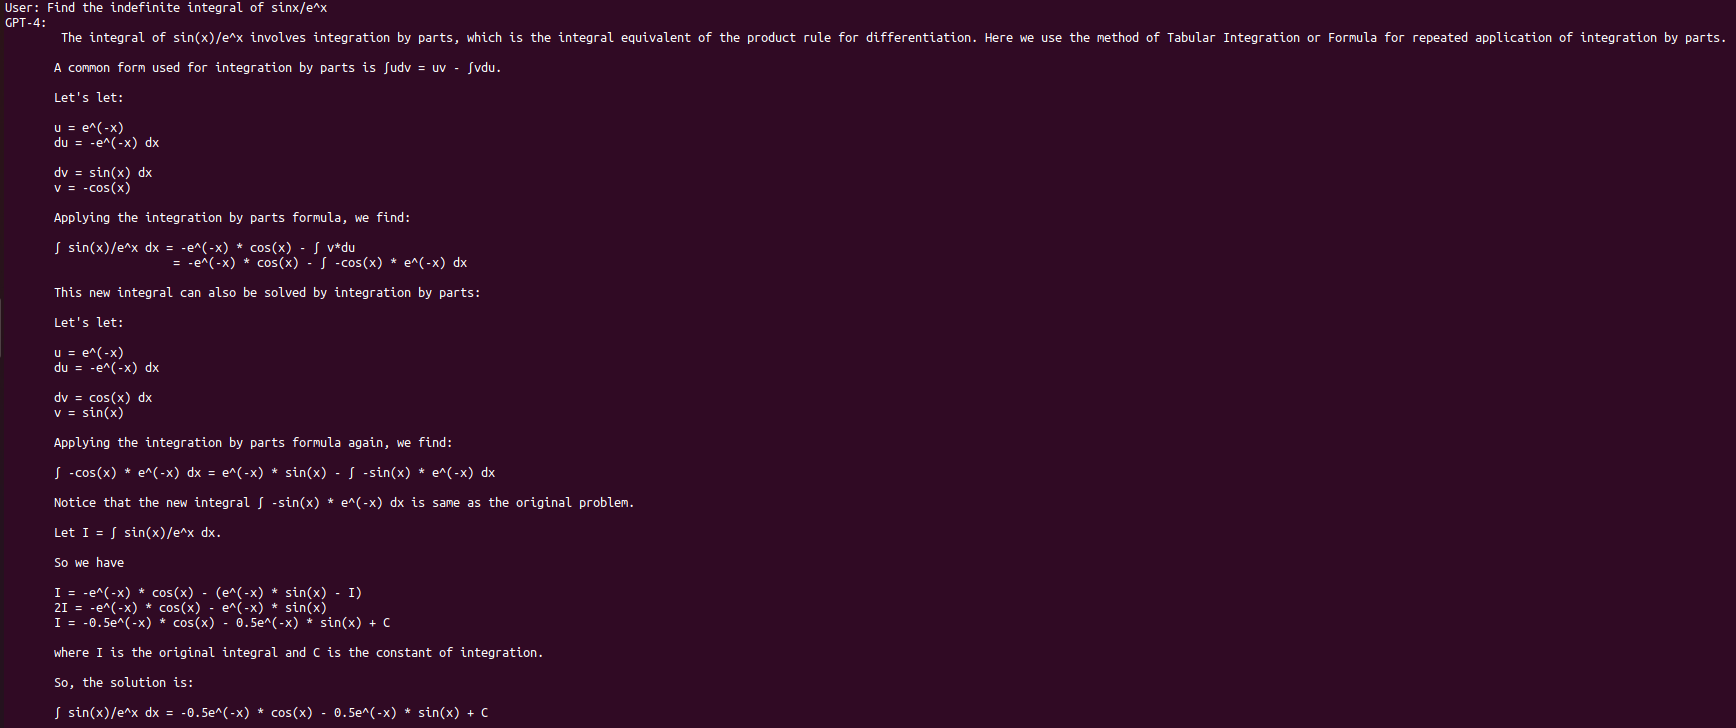 User: Find the indefinite integral of sinx/e^x
GPT-4:
The integral of sin(x)/e^x involves integration by parts, which is the integral equivalent of the product rule for differentiation. Here we use the method of Tabular Integration or Formula for repeated application of integration by parts.
A common form used for integration by parts is ∫udv = uv - ∫vdu.
Let's let:
u = e^(-x)
du = -e^(-x) dx
dv = sin(x) dx
v = -cos(x)
Applying the integration by parts formula, we find:
∫ sin(x)/e^x dx = -e^(-x) * cos(x) - ∫ v*du
= -e^(-x) * cos(x) - ∫ -cos(x) * e^(-x) dx
This new integral can also be solved by integration by parts:
Let's let:
u = e^(-x)
du = -e^(-x) dx
dv = cos(x) dx
v = sin(x)
Applying the integration by parts formula again, we find:
∫ -cos(x) * e^(-x) dx = e^(-x) * sin(x) - ∫ -sin(x) * e^(-x) dx
Notice that the new integral ∫ -sin(x) * e^(-x) dx is same as the original problem.
Let I = ∫ sin(x)/e^x dx.
So we have
I = -e^(-x) * cos(x) - (e^(-x) * sin(x) - I)
2I = -e^(-x) * cos(x) - e^(-x) * sin(x)
I = -0.5e^(-x) * cos(x) - 0.5e^(-x) * sin(x) + C
where I is the original integral and C is the constant of integration.
So, the solution is:
∫ sin(x)/e^x dx = -0.5e^(-x) * cos(x) - 0.5e^(-x) * sin(x) + C